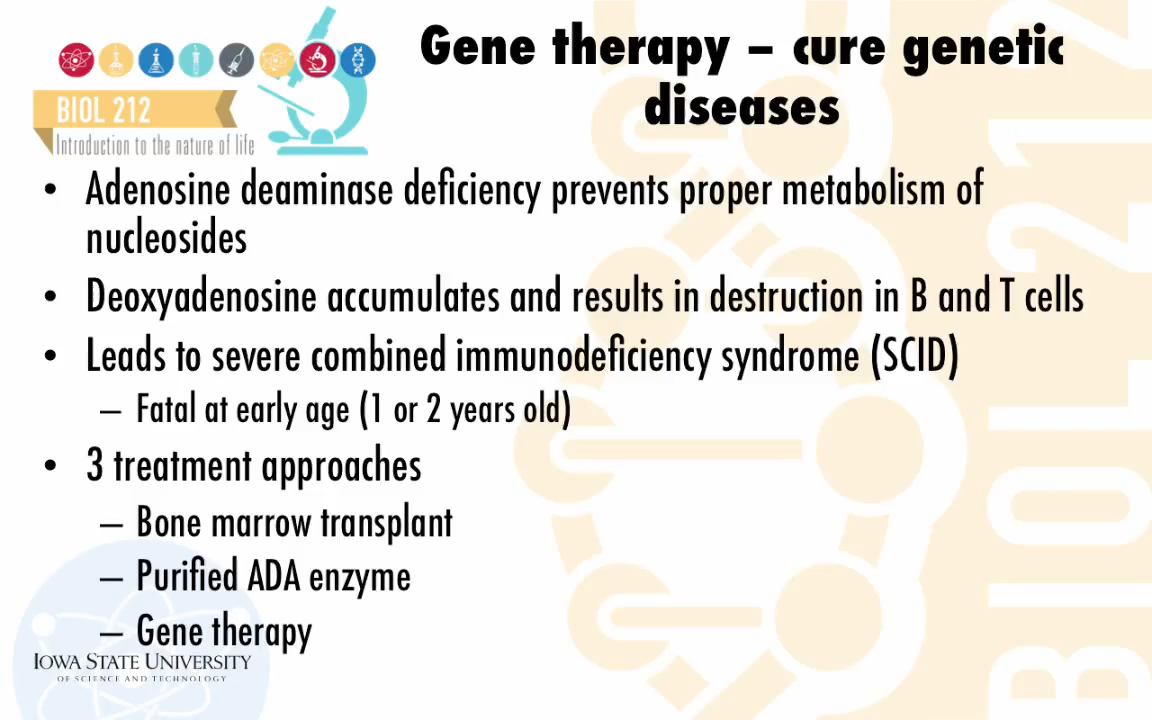 Gene therapy – cure genetic
diseases
BIOL 212
Introduction to the nature of life
• Adenosine deaminase deficiency prevents proper metabolism of
nucleosides
• Deoxyadenosine accumulates and results in destruction in B and T cells
• Leads to severe combined immunodeficiency syndrome (SCID)
– Fatal at early age (1 or 2 years old)
• 3 treatment approaches
– Bone marrow transplant
– Purified ADA enzyme
– Gene therapy
IOWA STATE UNIVERSITY
OF SCIENCE AND TECHNOLOGY
BIOL 212